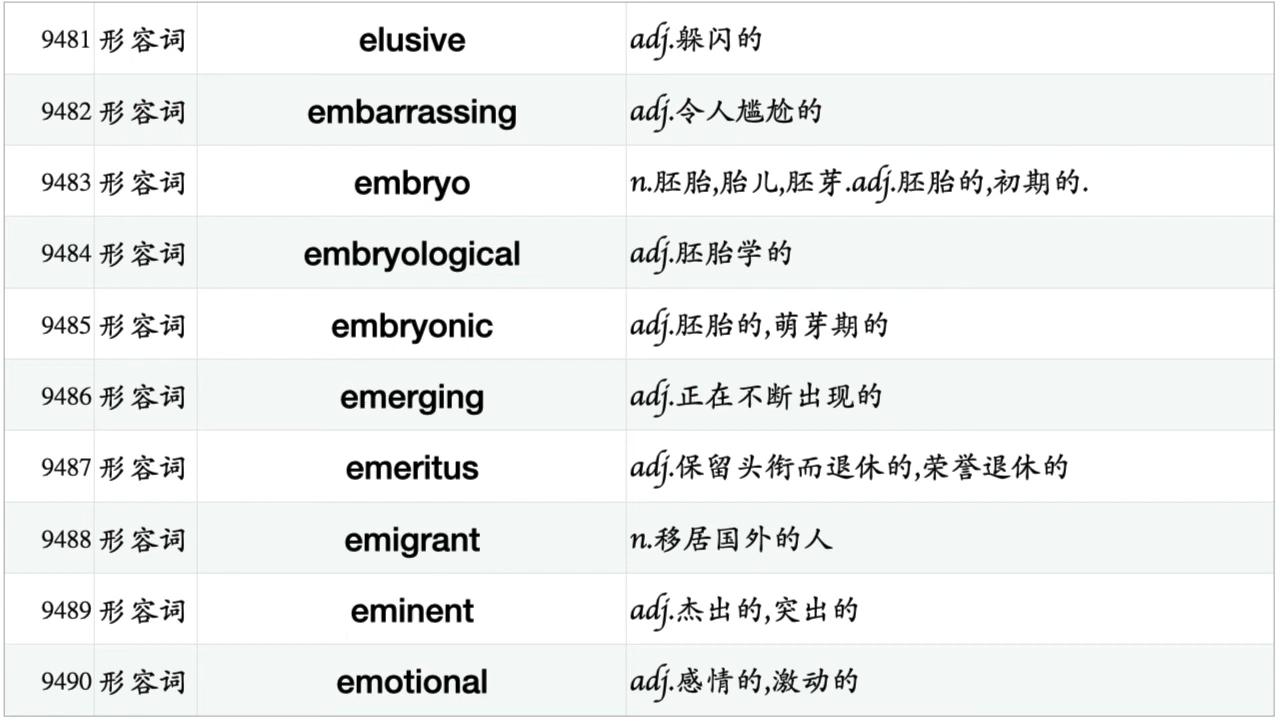 9481 形容词 elusive adj.躲闪的
9482 形容词 embarrassing adj.令人尴尬的
9483 形容词 embryo n.胚胎,胎儿,胚芽.adj.胚胎的,初期的.
9484 形容词 embryological adj.胚胎学的
9485 形容词 embryonic adj.胚胎的,萌芽期的
9486 形容词 emerging adj.正在不断出现的
9487 形容词 emeritus adj.保留头衔而退休的,荣誉退休的
9488 形容词 emigrant n.移居国外的人
9489 形容词 eminent adj.杰出的,突出的
9490 形容词 emotional adj.感情的,激动的